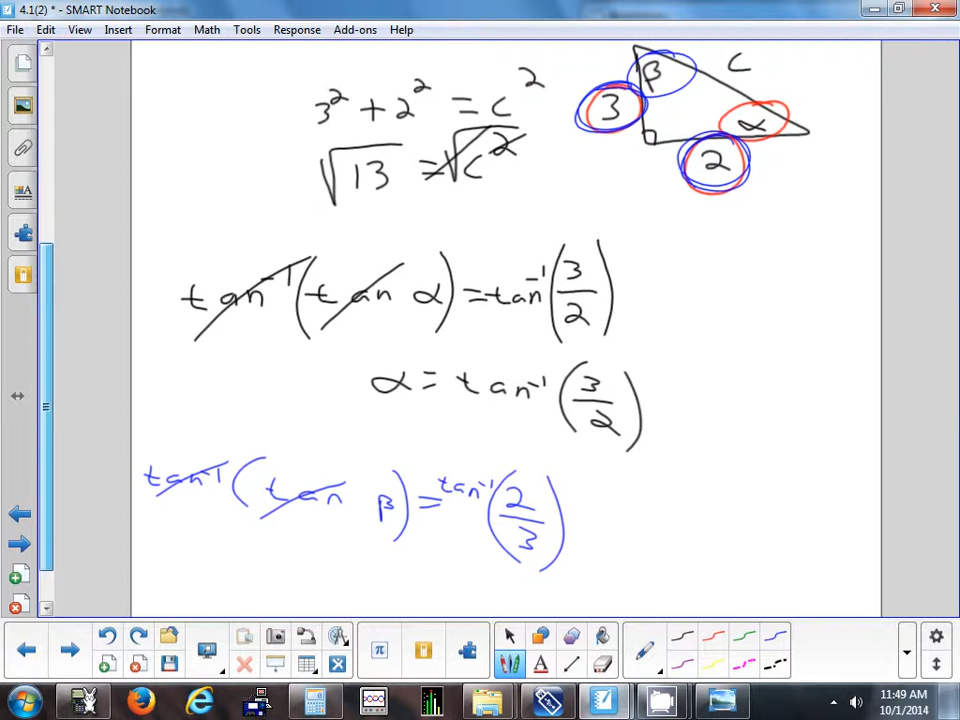 4.1(2) * - SMART Notebook
File Edit View Insert Format Math Tools Response Add-ons Help
3² + 2² = c²
√13 = √c²
β
c
3
α
2
tan⁻¹(tan α) = tan⁻¹(3/2)
α = tan⁻¹(3/2)
tan⁻¹(tan β) = tan⁻¹(2/3)
π
A
11:49 AM
10/1/2014